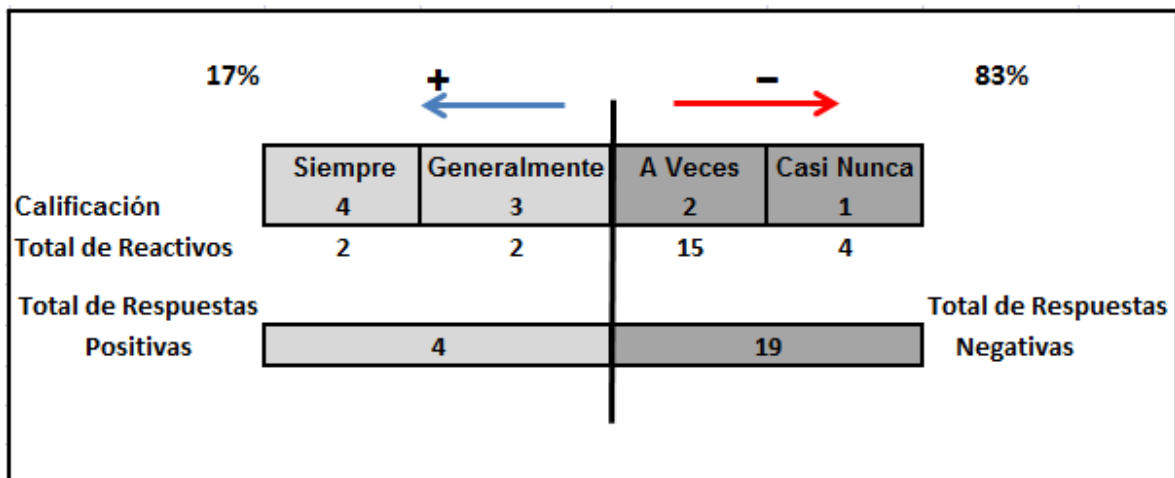 17% + − 83%
Siempre Generalmente A Veces Casi Nunca
Calificación 4 3 2 1
Total de Reactivos 2 2 15 4
Total de Respuestas Total de Respuestas
Positivas 4 19 Negativas